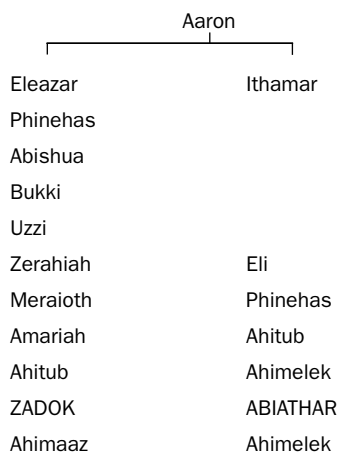 Aaron
Eleazar Ithamar
Phinehas
Abishua
Bukki
Uzzi
Zerahiah Eli
Meraioth Phinehas
Amariah Ahitub
Ahitub Ahimelek
ZADOK ABIATHAR
Ahimaaz Ahimelek